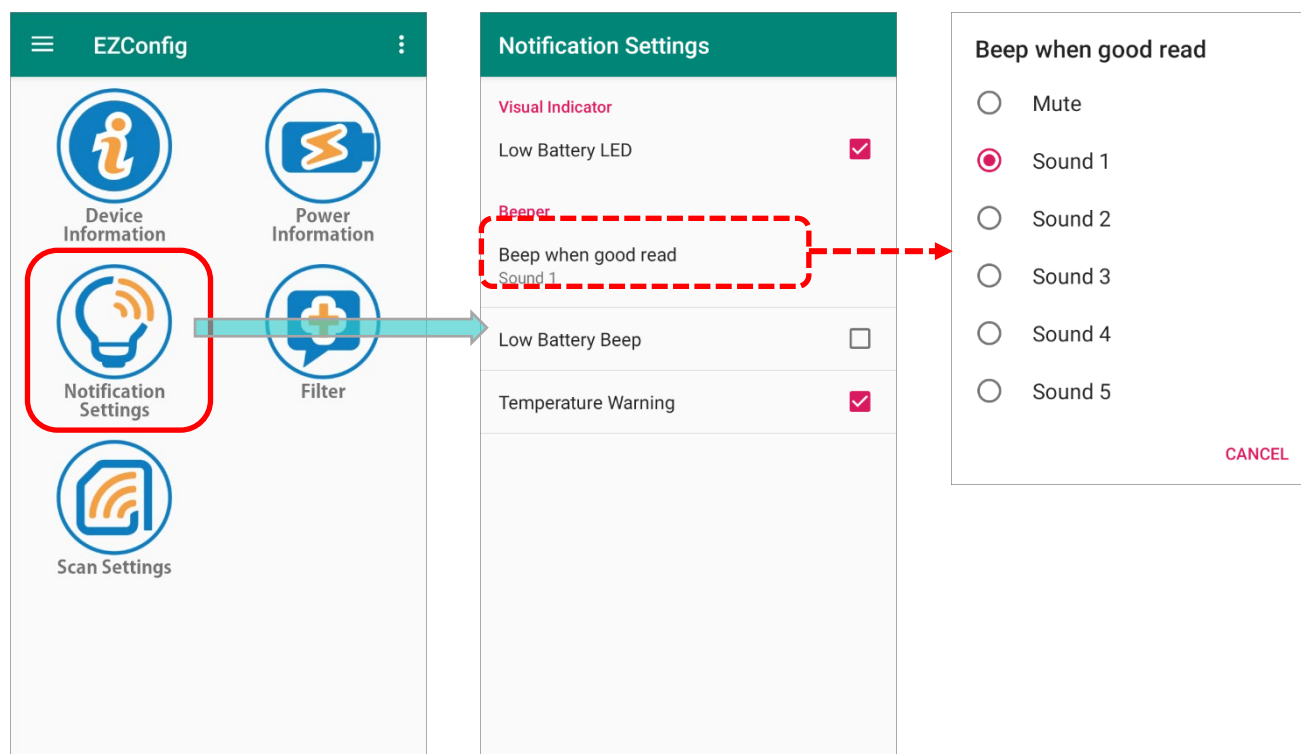 EZConfig
Device
Information
Power
Information
Notification
Settings
Filter
Scan Settings
Notification Settings
Visual Indicator
Low Battery LED
Beeper
Beep when good read
Sound 1
Low Battery Beep
Temperature Warning
Beep when good read
Mute
Sound 1
Sound 2
Sound 3
Sound 4
Sound 5
CANCEL